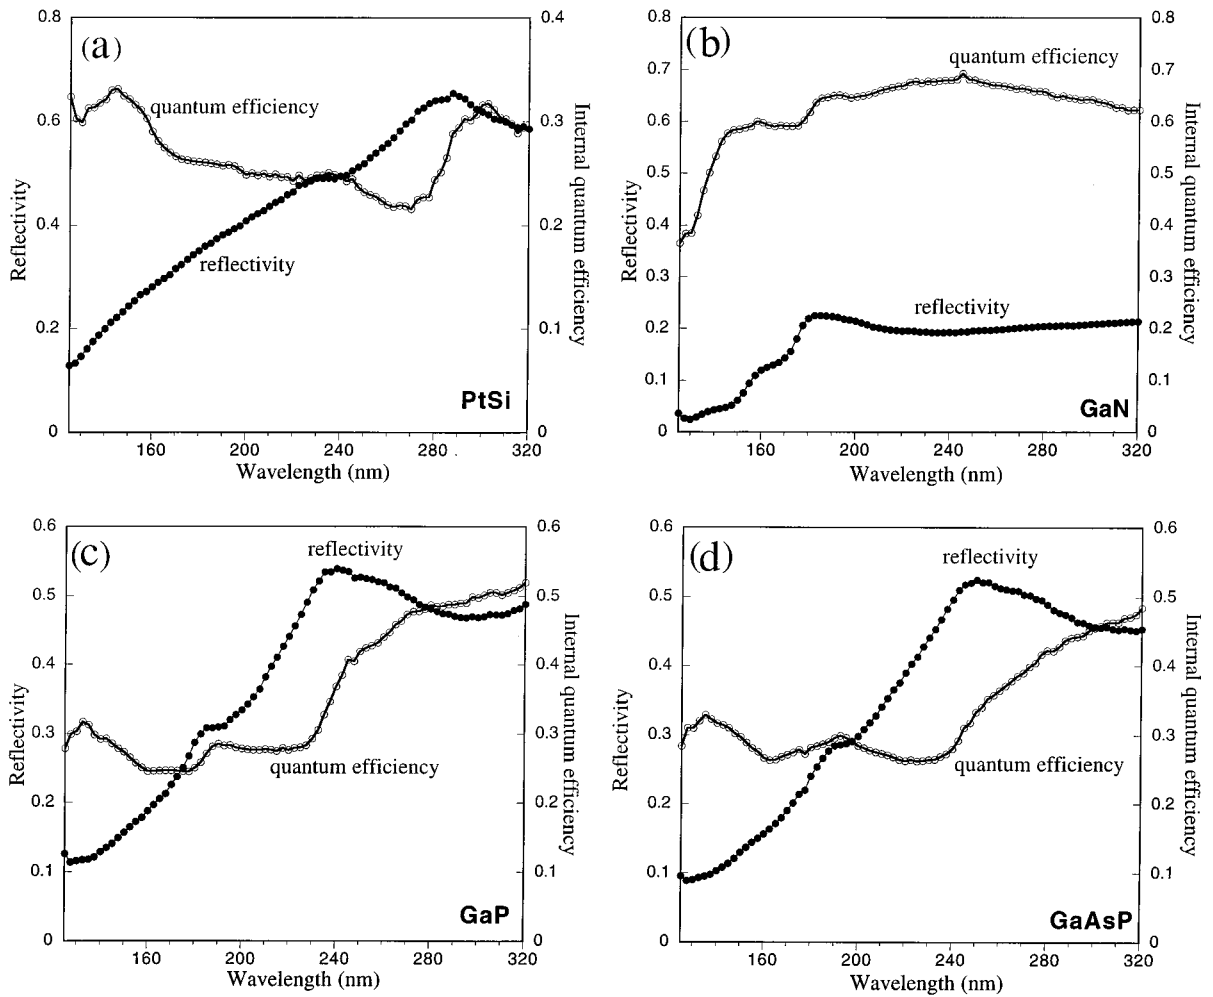 (a)
0.8
0.6
0.4
0.2
0
0.4
0.3
0.2
0.1
0
Reflectivity
Internal quantum efficiency
quantum efficiency
reflectivity
PtSi
160 200 240 280 320
Wavelength (nm)
(b)
0.8
0.7
0.6
0.5
0.4
0.3
0.2
0.1
0
0.8
0.7
0.6
0.5
0.4
0.3
0.2
0.1
0
Reflectivity
Internal quantum efficiency
quantum efficiency
reflectivity
GaN
160 200 240 280 320
Wavelength (nm)
(c)
0.6
0.5
0.4
0.3
0.2
0.1
0
0.6
0.5
0.4
0.3
0.2
0.1
0
Reflectivity
Internal quantum efficiency
reflectivity
quantum efficiency
GaP
160 200 240 280 320
Wavelength (nm)
(d)
0.6
0.5
0.4
0.3
0.2
0.1
0
0.6
0.5
0.4
0.3
0.2
0.1
0
Reflectivity
Internal quantum efficiency
reflectivity
quantum efficiency
GaAsP
160 200 240 280 320
Wavelength (nm)